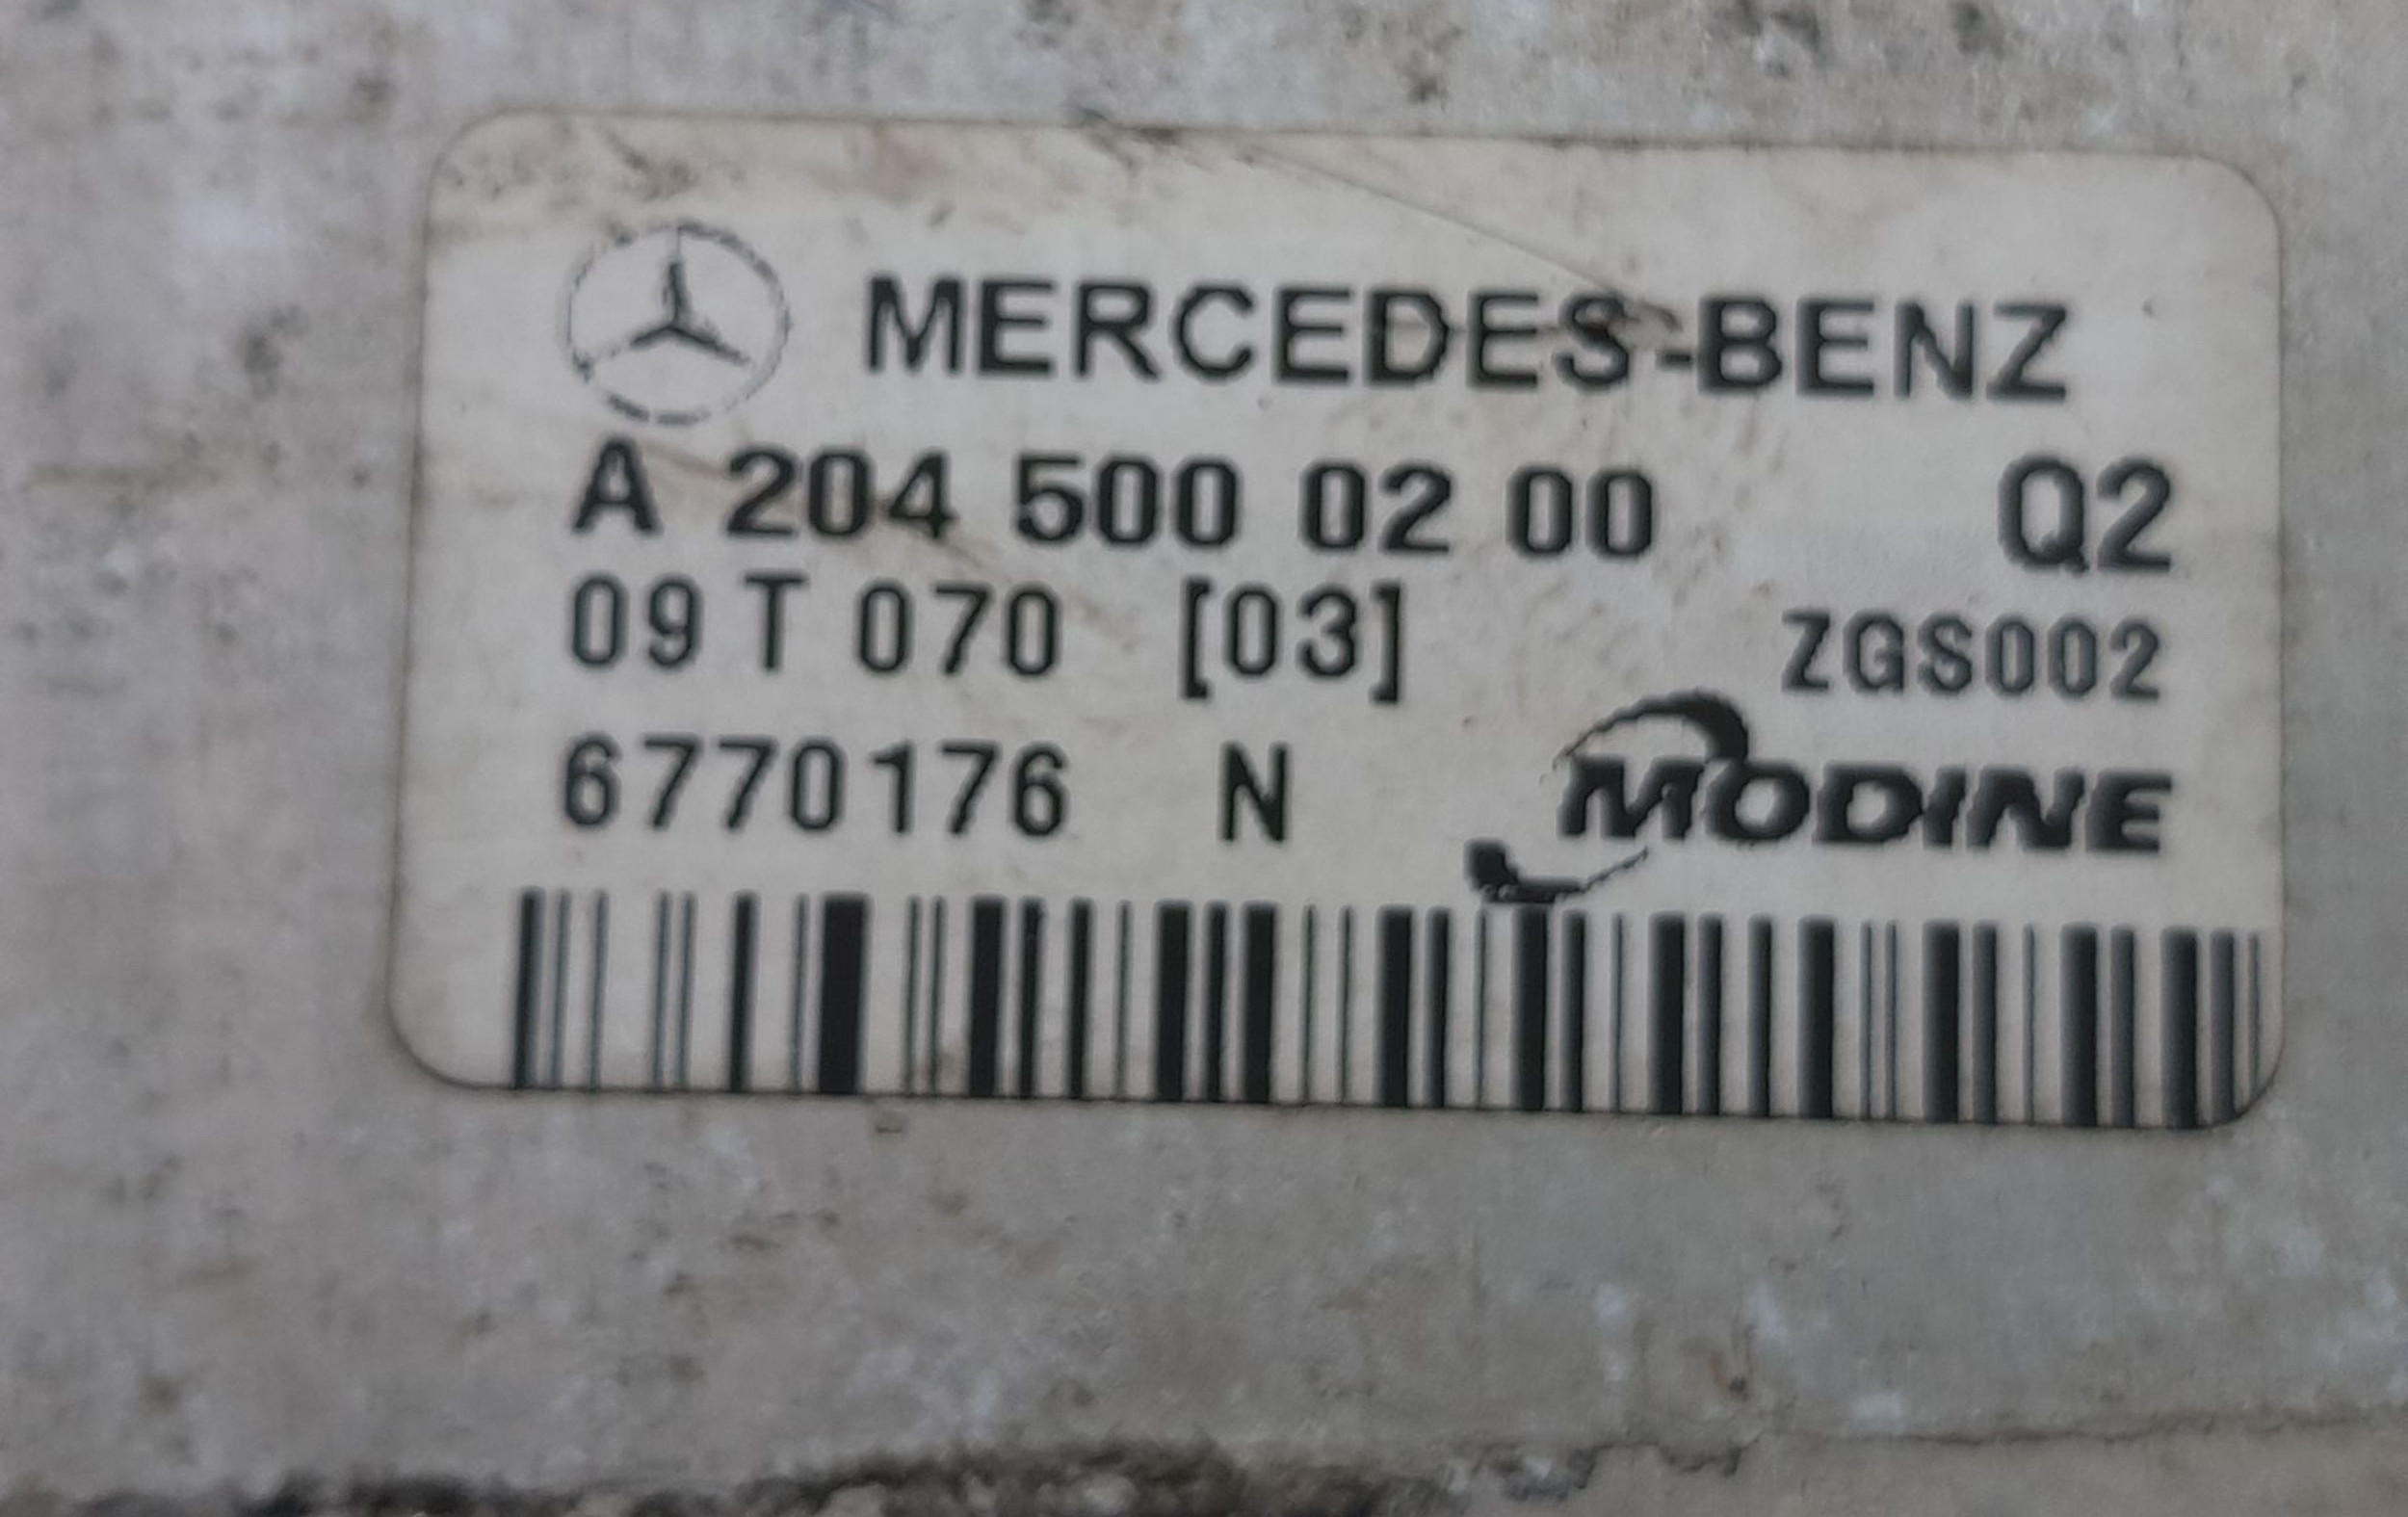 MERCEDES-BENZ
A 204 500 02 00 Q2
09 T 070 [03] ZGS002
6770176 N MODINE